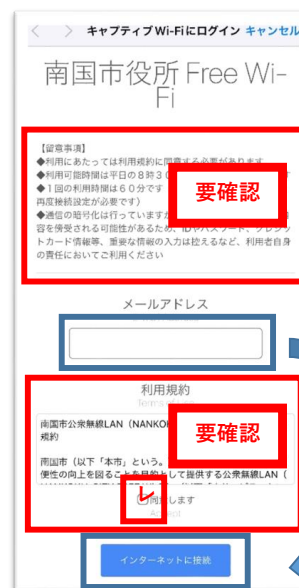 キャプティブWi-Fiにログイン キャンセル
南国市役所 Free Wi-
Fi
【留意事項】
◆利用にあたっては利用規約に同意する必要があります
◆利用可能時間は平日の8時3
◆1回の利用時間は60分です
再度接続設定が必要です）
◆通信の暗号化は行っていますが
容を傍受される可能性があるため、IDやパスワード、クレジッ
トカード情報等、重要な情報の入力は控えるなど、利用者自身
の責任においてご利用ください
要確認
メールアドレス
利用規約
Terms of use
南国市公衆無線LAN（NANKO
規約
南国市（以下「本市」という。
便性の向上を図ることを目的として提供する公衆無線LAN（
要確認
同意します
Accept
インターネットに接続